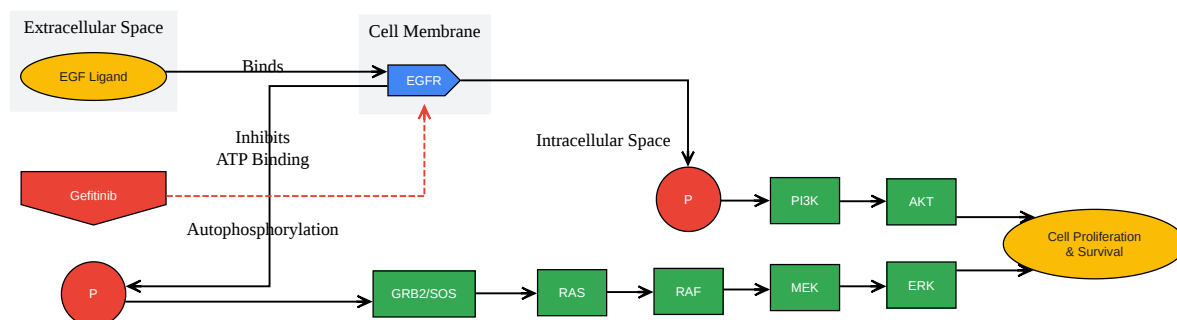 Extracellular Space
Cell Membrane
EGF Ligand
Binds
EGFR
Inhibits
ATP Binding
Intracellular Space
Gefitinib
P
PI3K
AKT
Autophosphorylation
Cell Proliferation
& Survival
P
GRB2/SOS
RAS
RAF
MEK
ERK